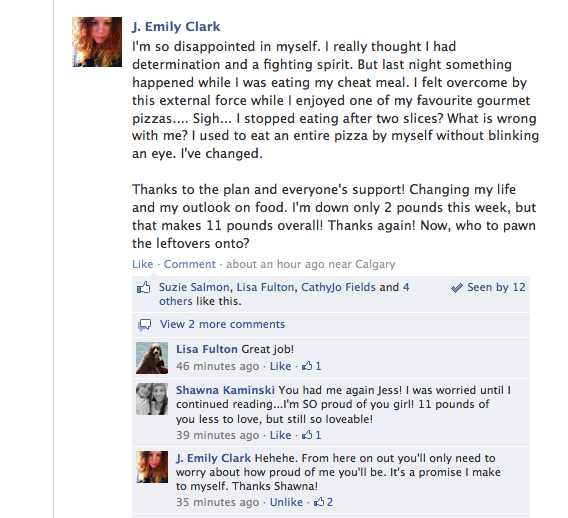 J. Emily Clark
I'm so disappointed in myself. I really thought I had
determination and a fighting spirit. But last night something
happened while I was eating my cheat meal. I felt overcome by
this external force while I enjoyed one of my favourite gourmet
pizzas.... Sigh... I stopped eating after two slices? What is wrong
with me? I used to eat an entire pizza by myself without blinking
an eye. I've changed.
Thanks to the plan and everyone's support! Changing my life
and my outlook on food. I'm down only 2 pounds this week, but
that makes 11 pounds overall! Thanks again! Now, who to pawn
the leftovers onto?
Like · Comment · about an hour ago near Calgary
Suzie Salmon, Lisa Fulton, CathyJo Fields and 4 Seen by 12
others like this.
View 2 more comments
Lisa Fulton Great job!
46 minutes ago · Like · 1
Shawna Kaminski You had me again Jess! I was worried until I
continued reading...I'm SO proud of you girl! 11 pounds of
you less to love, but still so loveable!
39 minutes ago · Like · 1
J. Emily Clark Hehehe. From here on out you'll only need to
worry about how proud of me you'll be. It's a promise I make
to myself. Thanks Shawna!
35 minutes ago · Unlike · 2